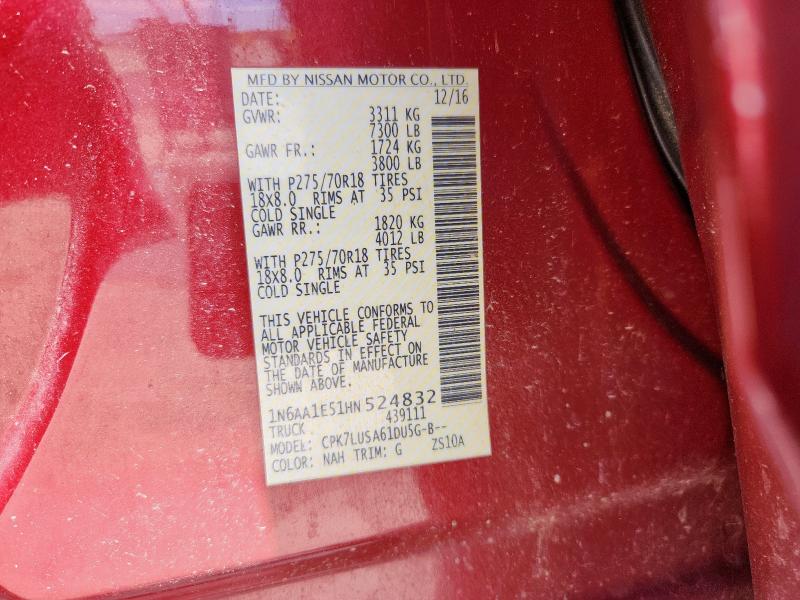 MFD BY NISSAN MOTOR CO., LTD.
DATE: 12/16
GVWR: 3311 KG
7300 LB
GAWR FR.: 1724 KG
3800 LB
WITH P275/70R18 TIRES
18X8.0 RIMS AT 35 PSI
COLD SINGLE
GAWR RR.: 1820 KG
4012 LB
WITH P275/70R18 TIRES
18X8.0 RIMS AT 35 PSI
COLD SINGLE
THIS VEHICLE CONFORMS TO
ALL APPLICABLE FEDERAL
MOTOR VEHICLE SAFETY
STANDARDS IN EFFECT ON
THE DATE OF MANUFACTURE
SHOWN ABOVE.
1N6AA1E51HN524832
TRUCK 439111
MODEL: CPK7LUSA61DU5G-B--
COLOR: NAH TRIM: G ZS10A